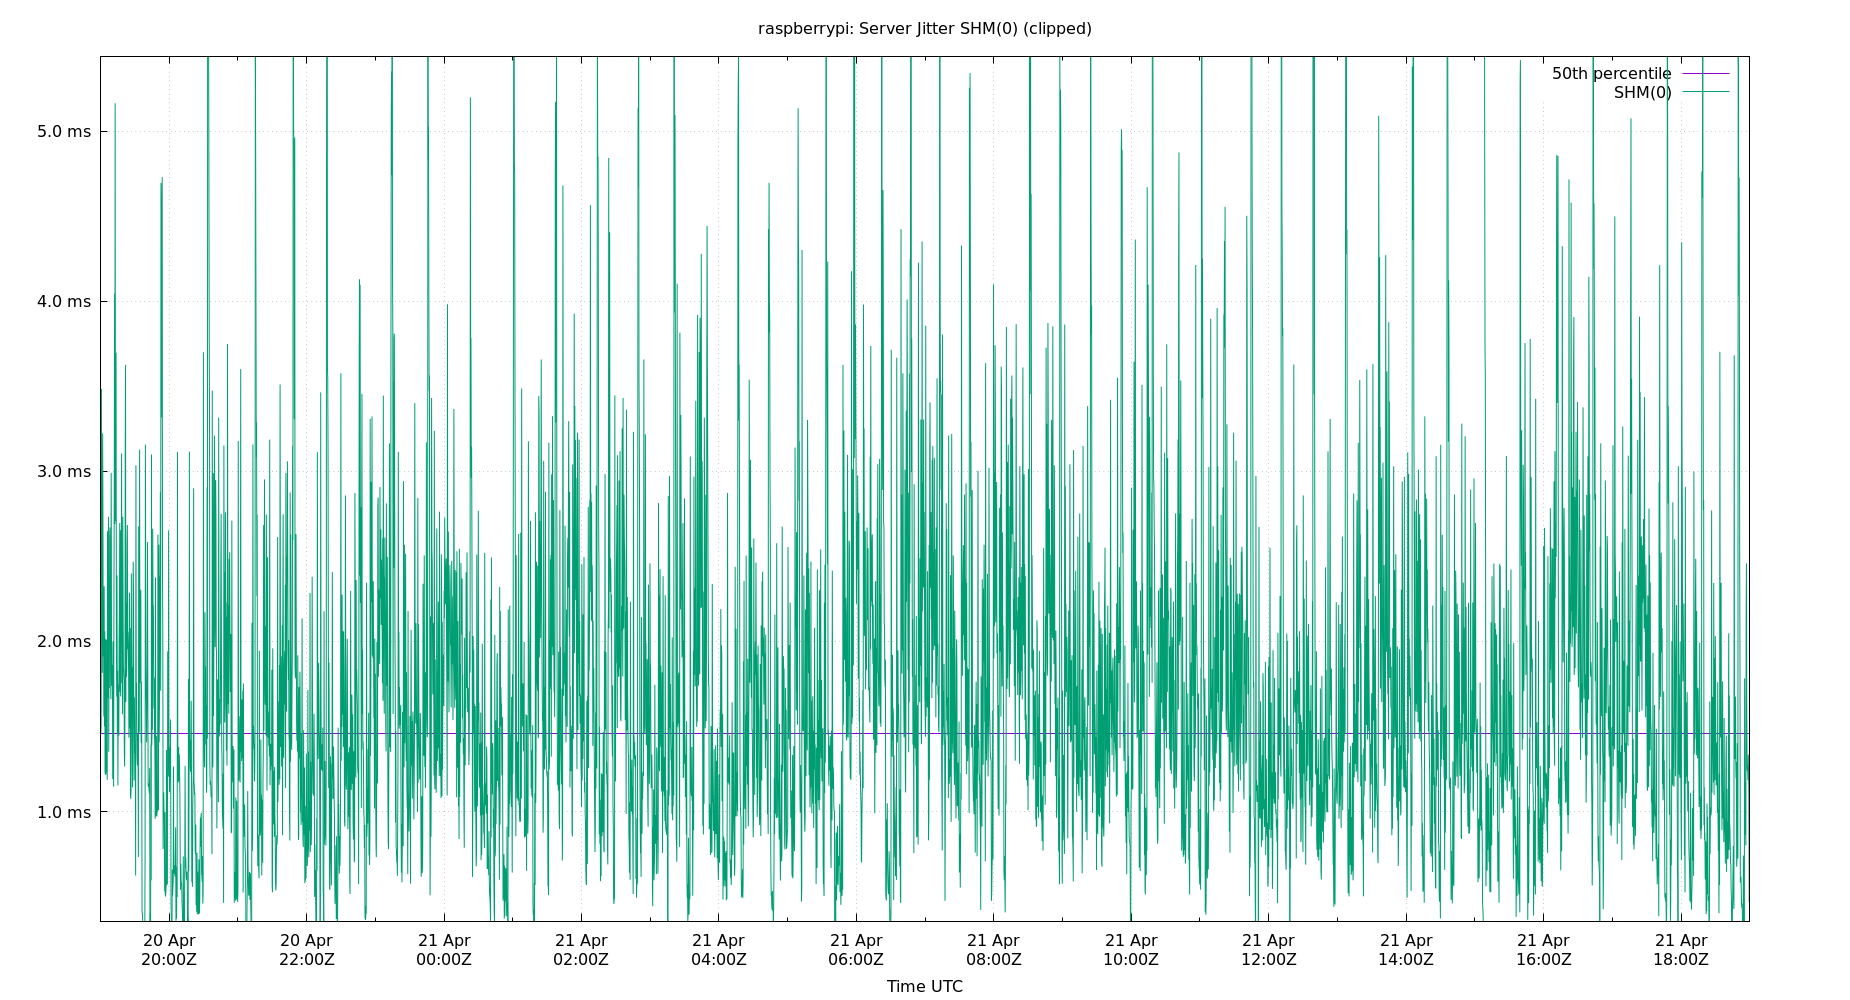 raspberrypi: Server Jitter SHM(0) (clipped)
50th percentile
SHM(0)
5.0 ms
4.0 ms
3.0 ms
2.0 ms
1.0 ms
20 Apr 20 Apr 21 Apr 21 Apr 21 Apr 21 Apr 21 Apr 21 Apr 21 Apr 21 Apr 21 Apr 21 Apr
20:00Z 22:00Z 00:00Z 02:00Z 04:00Z 06:00Z 08:00Z 10:00Z 12:00Z 14:00Z 16:00Z 18:00Z
Time UTC